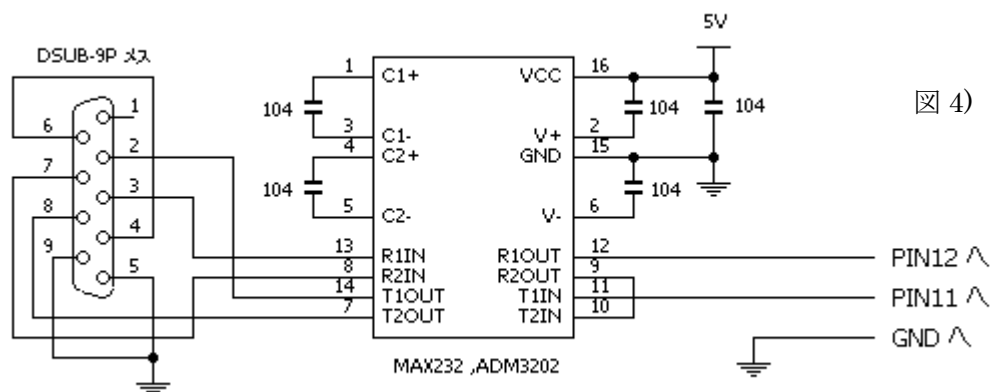 5V
DSUB-9P メス
図 4)
1 C1+ VCC 16
104
104
104
1
6
3 C1- V+ 2
2
4 C2+ GND 15
7
3
104
104
8
5 C2- V- 6
4
9
13 R1IN R1OUT 12
PIN12 へ
5
8 R2IN R2OUT 9
14 T1OUT T1IN 11
PIN11 へ
7 T2OUT T2IN 10
GND へ
MAX232 ,ADM3202